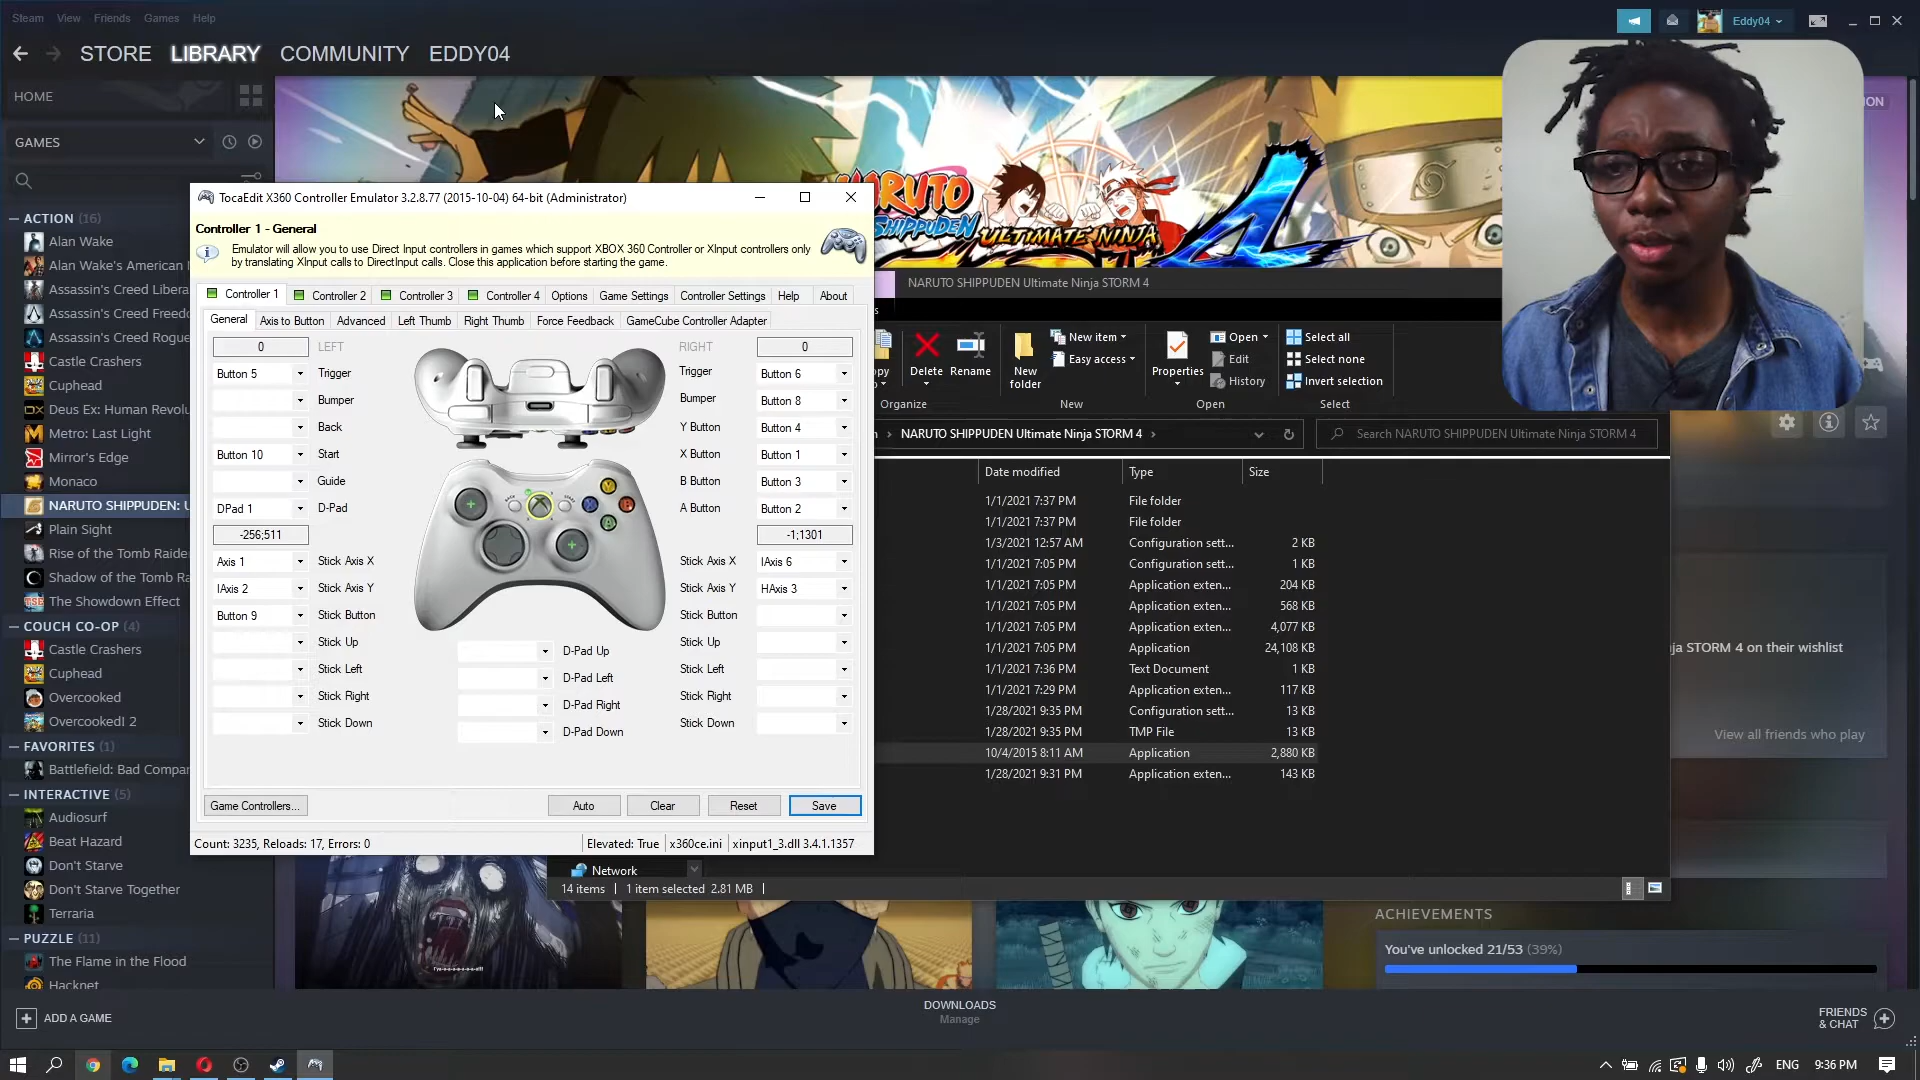 Steam View Friends Games Help
Eddy04
STORE LIBRARY COMMUNITY EDDY04
HOME
GAMES
ACTION (16)
Alan Wake
Alan Wake's American
Assassin's Creed Libera
Assassin's Creed Freed
Assassin's Creed Rogue
Castle Crashers
Cuphead
Deus Ex: Human Revolu
Metro: Last Light
Mirror's Edge
Monaco
NARUTO SHIPPUDEN: U
Plain Sight
Rise of the Tomb Raide
Shadow of the Tomb Ra
The Showdown Effect
COUCH CO-OP (4)
Castle Crashers
Cuphead
Overcooked
Overcooked! 2
FAVORITES (1)
Battlefield: Bad Compar
INTERACTIVE (5)
Audiosurf
Beat Hazard
Don't Starve
Don't Starve Together
Terraria
PUZZLE (11)
The Flame in the Flood
Hacknet
ADD A GAME
TocaEdit X360 Controller Emulator 3.2.8.77 (2015-10-04) 64-bit (Administrator)
Controller 1 - General
Emulator will allow you to use Direct Input controllers in games which support XBOX 360 Controller or XInput controllers only
by translating XInput calls to DirectInput calls. Close this application before starting the game.
Controller 1 Controller 2 Controller 3 Controller 4 Options Game Settings Controller Settings Help About
General Axis to Button Advanced Left Thumb Right Thumb Force Feedback GameCube Controller Adapter
0 LEFT RIGHT 0
Button 5 Trigger Trigger Button 6
Bumper Bumper Button 8
Back Y Button Button 4
Button 10 Start X Button Button 1
Guide B Button Button 3
DPad 1 D-Pad A Button Button 2
-256;511 -1;1301
Axis 1 Stick Axis X Stick Axis X IAxis 6
IAxis 2 Stick Axis Y Stick Axis Y HAxis 3
Button 9 Stick Button Stick Button
Stick Up D-Pad Up Stick Up
Stick Left D-Pad Left Stick Left
Stick Right D-Pad Right Stick Right
Stick Down D-Pad Down Stick Down
Game Controllers... Auto Clear Reset Save
Count: 3235, Reloads: 17, Errors: 0 Elevated: True x360ce.ini xinput1_3.dll 3.4.1.1357
NARUTO
SHIPPUDEN
ULTIMATE NINJA
NARUTO SHIPPUDEN Ultimate Ninja STORM 4
Delete Rename New folder New item Easy access Properties Open Edit History Select all Select none Invert selection
Organize New Open Select
NARUTO SHIPPUDEN Ultimate Ninja STORM 4 Search NARUTO SHIPPUDEN Ultimate Ninja STORM 4
Date modified Type Size
1/1/2021 7:37 PM File folder
1/1/2021 7:37 PM File folder
1/3/2021 12:57 AM Configuration sett... 2 KB
1/1/2021 7:05 PM Configuration sett... 1 KB
1/1/2021 7:05 PM Application exten... 204 KB
1/1/2021 7:05 PM Application exten... 568 KB
1/1/2021 7:05 PM Application exten... 4,077 KB
1/1/2021 7:05 PM Application 24,108 KB
1/1/2021 7:36 PM Text Document 1 KB
1/1/2021 7:29 PM Application exten... 117 KB
1/28/2021 9:35 PM Configuration sett... 13 KB
1/28/2021 9:35 PM TMP File 13 KB
10/4/2015 8:11 AM Application 2,880 KB
1/28/2021 9:31 PM Application exten... 143 KB
Network
14 items 1 item selected 2.81 MB
ja STORM 4 on their wishlist
View all friends who play
ACHIEVEMENTS
You've unlocked 21/53 (39%)
DOWNLOADS
Manage
FRIENDS
& CHAT
ENG 9:36 PM